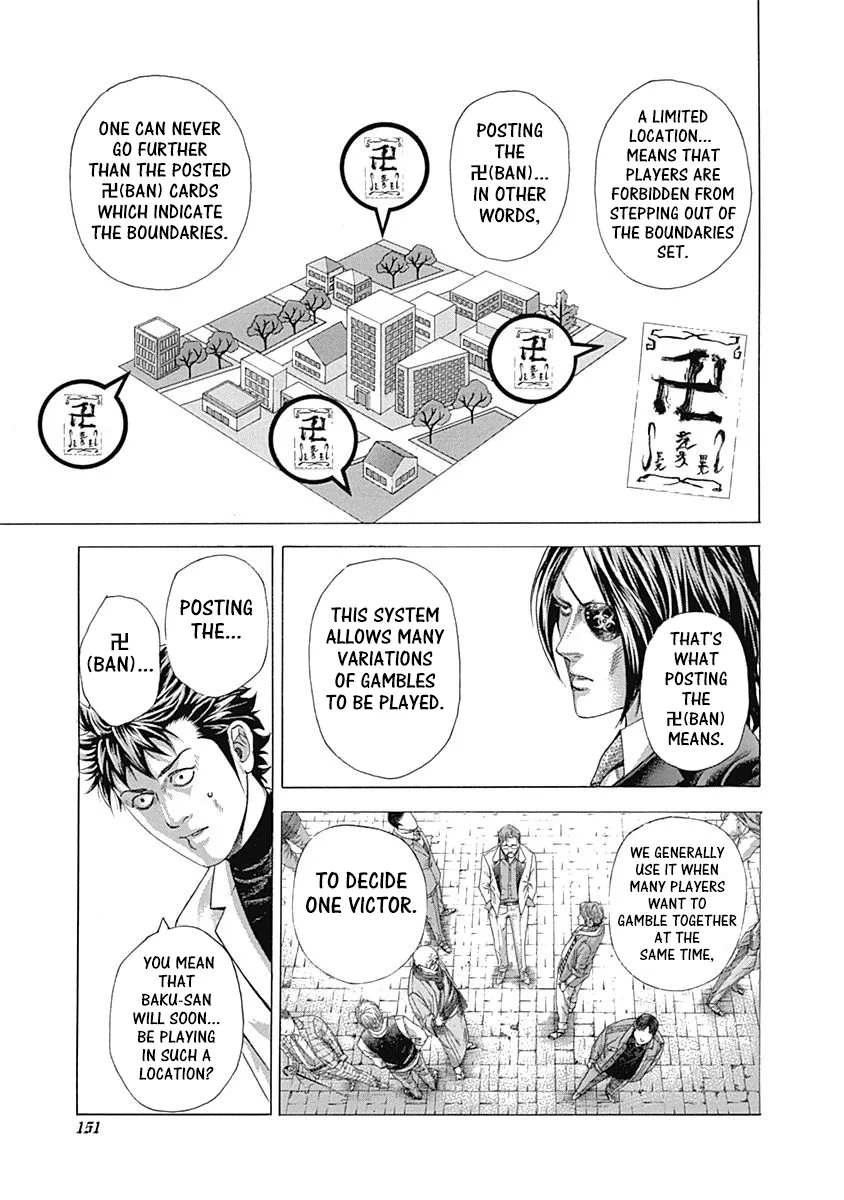 A LIMITED
LOCATION...
MEANS THAT
PLAYERS ARE
FORBIDDEN FROM
STEPPING OUT OF
THE BOUNDARIES
SET.
POSTING
THE
卍(BAN)...
IN OTHER
WORDS,
ONE CAN NEVER
GO FURTHER
THAN THE POSTED
卍(BAN) CARDS
WHICH INDICATE
THE BOUNDARIES.
卍
卍
卍
卍
卍
THAT'S
WHAT
POSTING
THE
卍(BAN)
MEANS.
THIS SYSTEM
ALLOWS MANY
VARIATIONS
OF GAMBLES
TO BE PLAYED.
POSTING
THE...
卍
(BAN)...
WE GENERALLY
USE IT WHEN
MANY PLAYERS
WANT TO
GAMBLE TOGETHER
AT THE
SAME TIME,
TO DECIDE
ONE VICTOR.
YOU MEAN
THAT
BAKU-SAN
WILL SOON...
BE PLAYING
IN SUCH A
LOCATION?
151